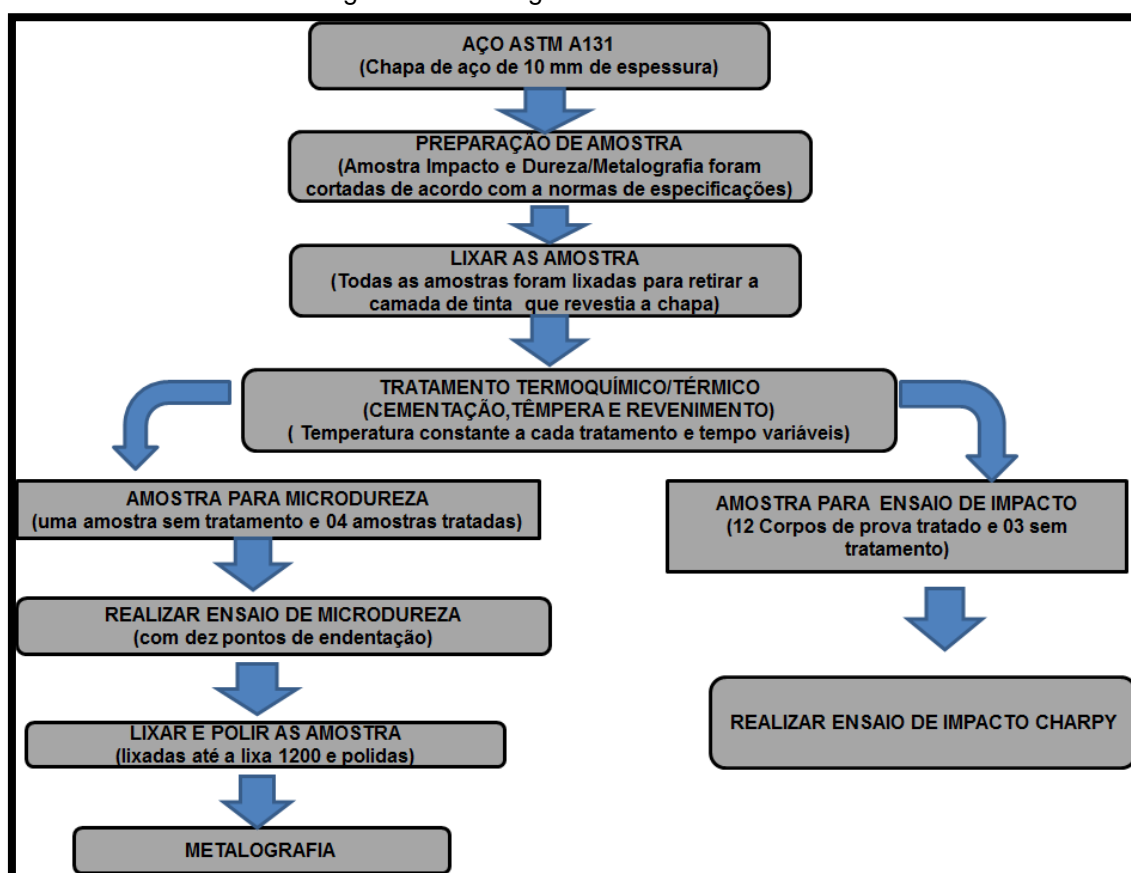 AÇO ASTM A131
(Chapa de aço de 10 mm de espessura)
PREPARAÇÃO DE AMOSTRA
(Amostra Impacto e Dureza/Metalografia foram
cortadas de acordo com a normas de especificações)
LIXAR AS AMOSTRA
(Todas as amostras foram lixadas para retirar a
camada de tinta que revestia a chapa)
TRATAMENTO TERMOQUÍMICO/TÉRMICO
(CEMENTAÇÃO,TÊMPERA E REVENIMENTO)
( Temperatura constante a cada tratamento e tempo variáveis)
AMOSTRA PARA MICRODUREZA
(uma amostra sem tratamento e 04 amostras tratadas)
REALIZAR ENSAIO DE MICRODUREZA
(com dez pontos de endentação)
LIXAR E POLIR AS AMOSTRA
(lixadas até a lixa 1200 e polidas)
METALOGRAFIA
AMOSTRA PARA ENSAIO DE IMPACTO
(12 Corpos de prova tratado e 03 sem
tratamento)
REALIZAR ENSAIO DE IMPACTO CHARPY